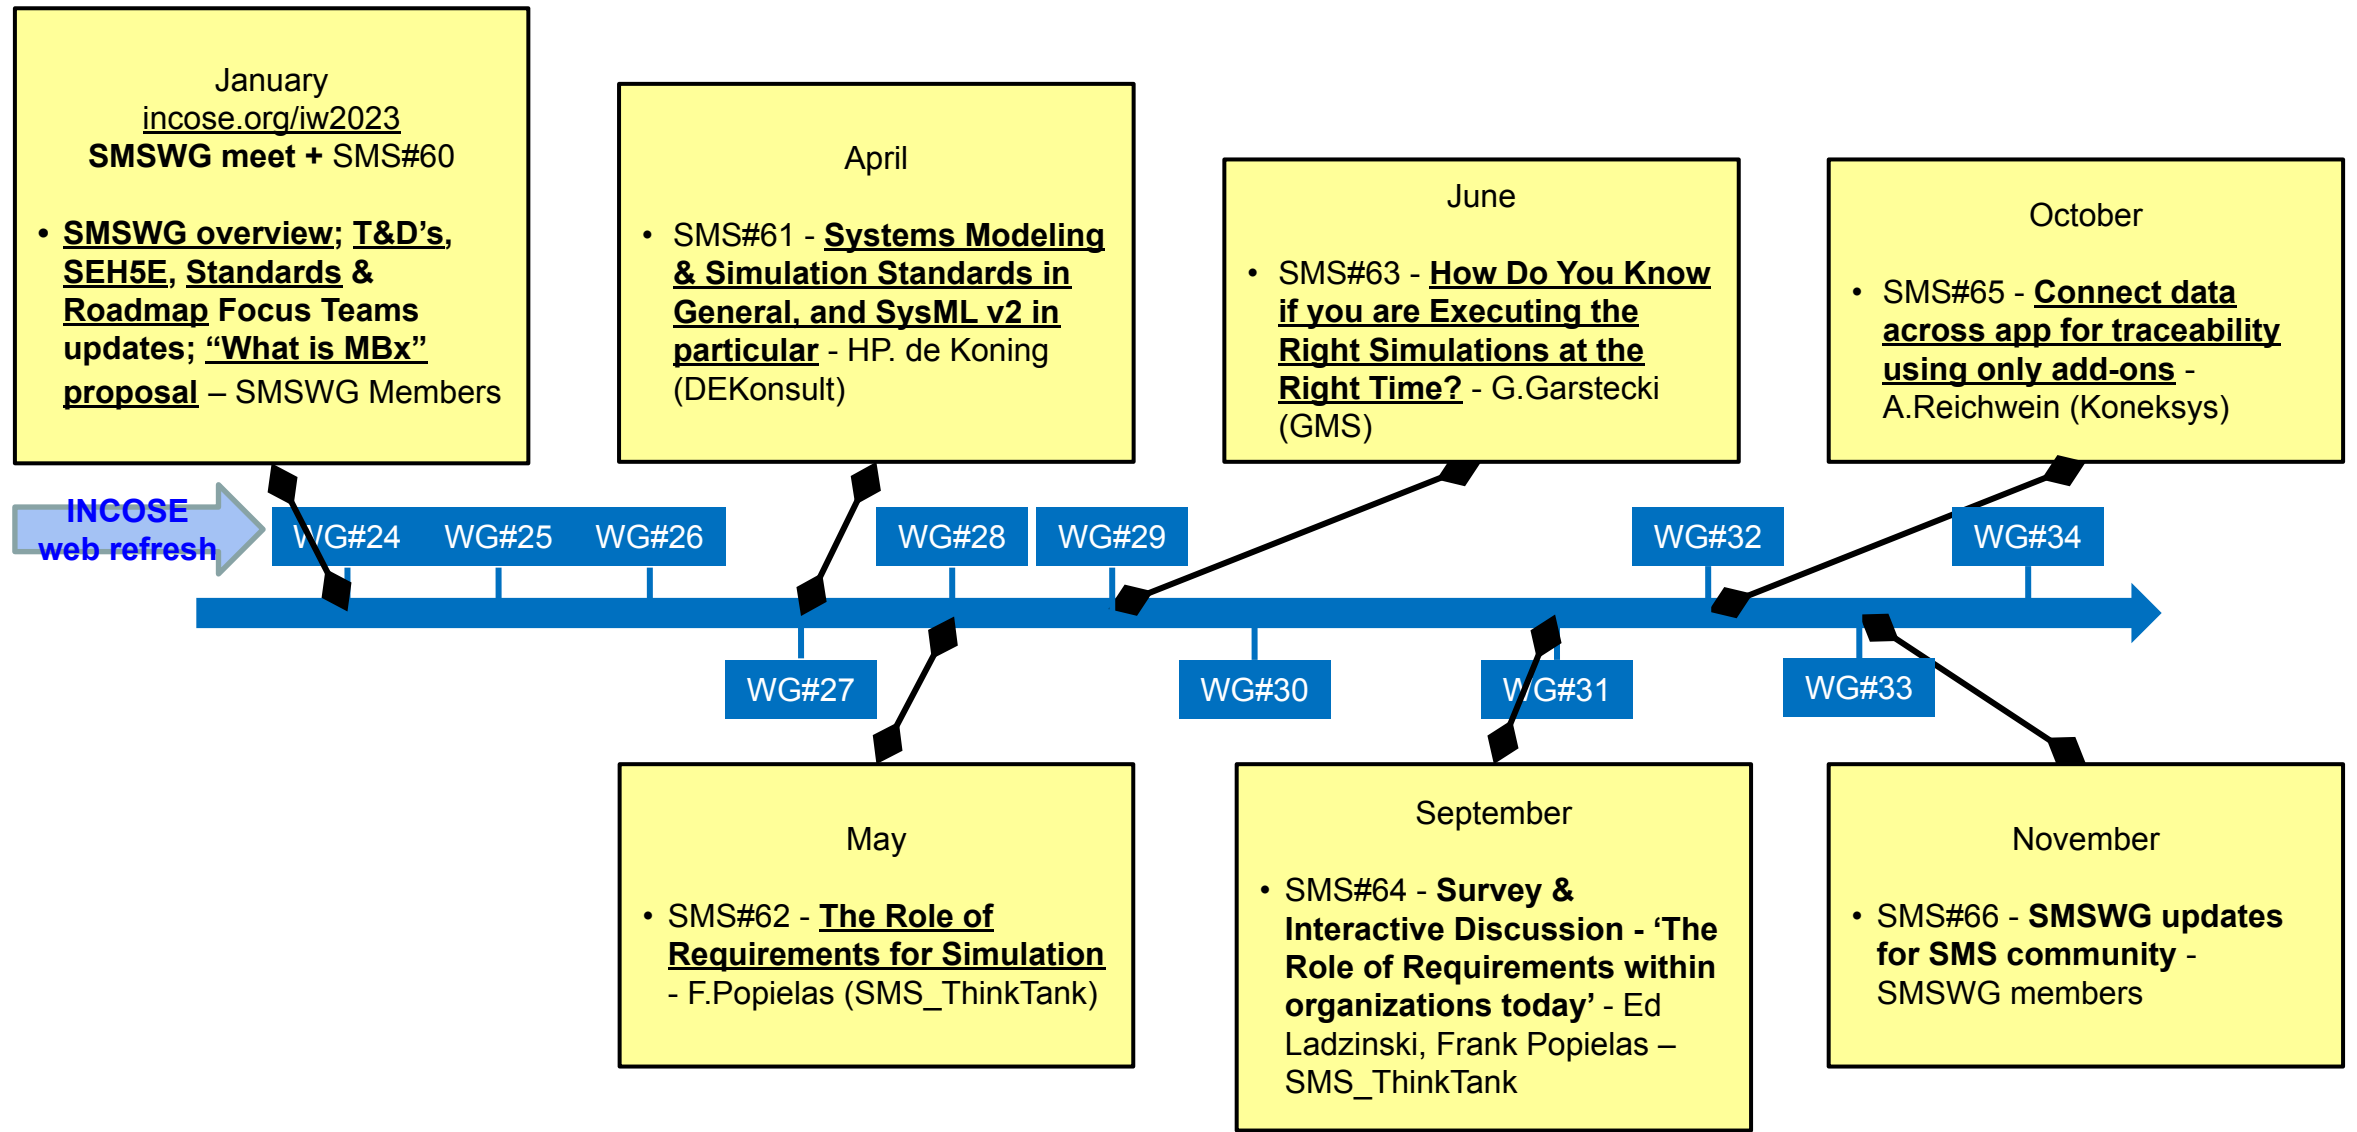 January
incose.org/iw2023
SMSWG meet + SMS#60
• SMSWG overview; T&D’s,
SEH5E, Standards &
Roadmap Focus Teams
updates; “What is MBx”
proposal – SMSWG Members
April
• SMS#61 - Systems Modeling
& Simulation Standards in
General, and SysML v2 in
particular - HP. de Koning
(DEKonsult)
June
• SMS#63 - How Do You Know
if you are Executing the
Right Simulations at the
Right Time? - G.Garstecki
(GMS)
October
• SMS#65 - Connect data
across app for traceability
using only add-ons -
A.Reichwein (Koneksys)
INCOSE
web refresh
WG#24 WG#25 WG#26 WG#28 WG#29 WG#32 WG#34
WG#27 WG#30 WG#31 WG#33
May
• SMS#62 - The Role of
Requirements for Simulation
- F.Popielas (SMS_ThinkTank)
September
• SMS#64 - Survey &
Interactive Discussion - ‘The
Role of Requirements within
organizations today’ - Ed
Ladzinski, Frank Popielas –
SMS_ThinkTank
November
• SMS#66 - SMSWG updates
for SMS community -
SMSWG members